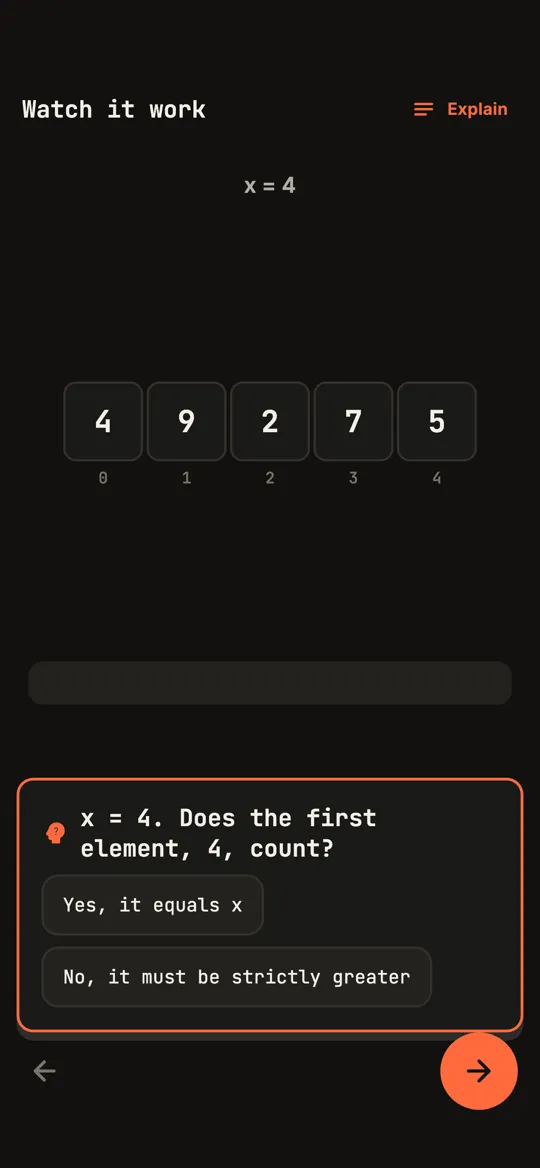 Watch it work
Explain
x = 4
4 9 2 7 5
0 1 2 3 4
x = 4. Does the first
element, 4, count?
Yes, it equals x
No, it must be strictly greater